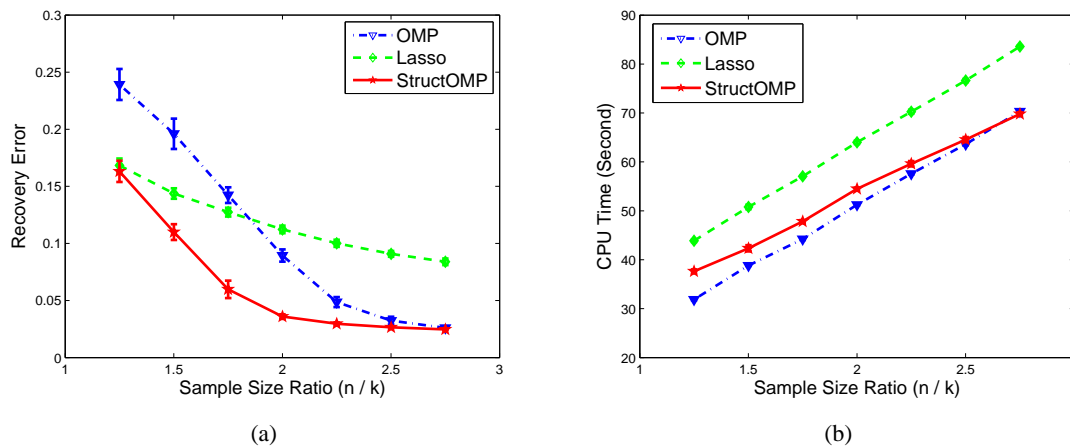 0.3
0.25
0.2
0.15
0.1
0.05
0
Recovery Error
OMP
Lasso
StructOMP
1
1.5
2
2.5
3
Sample Size Ratio (n / k)
(a)
90
80
70
60
50
40
30
20
CPU Time (Second)
OMP
Lasso
StructOMP
1
1.5
2
2.5
Sample Size Ratio (n / k)
(b)